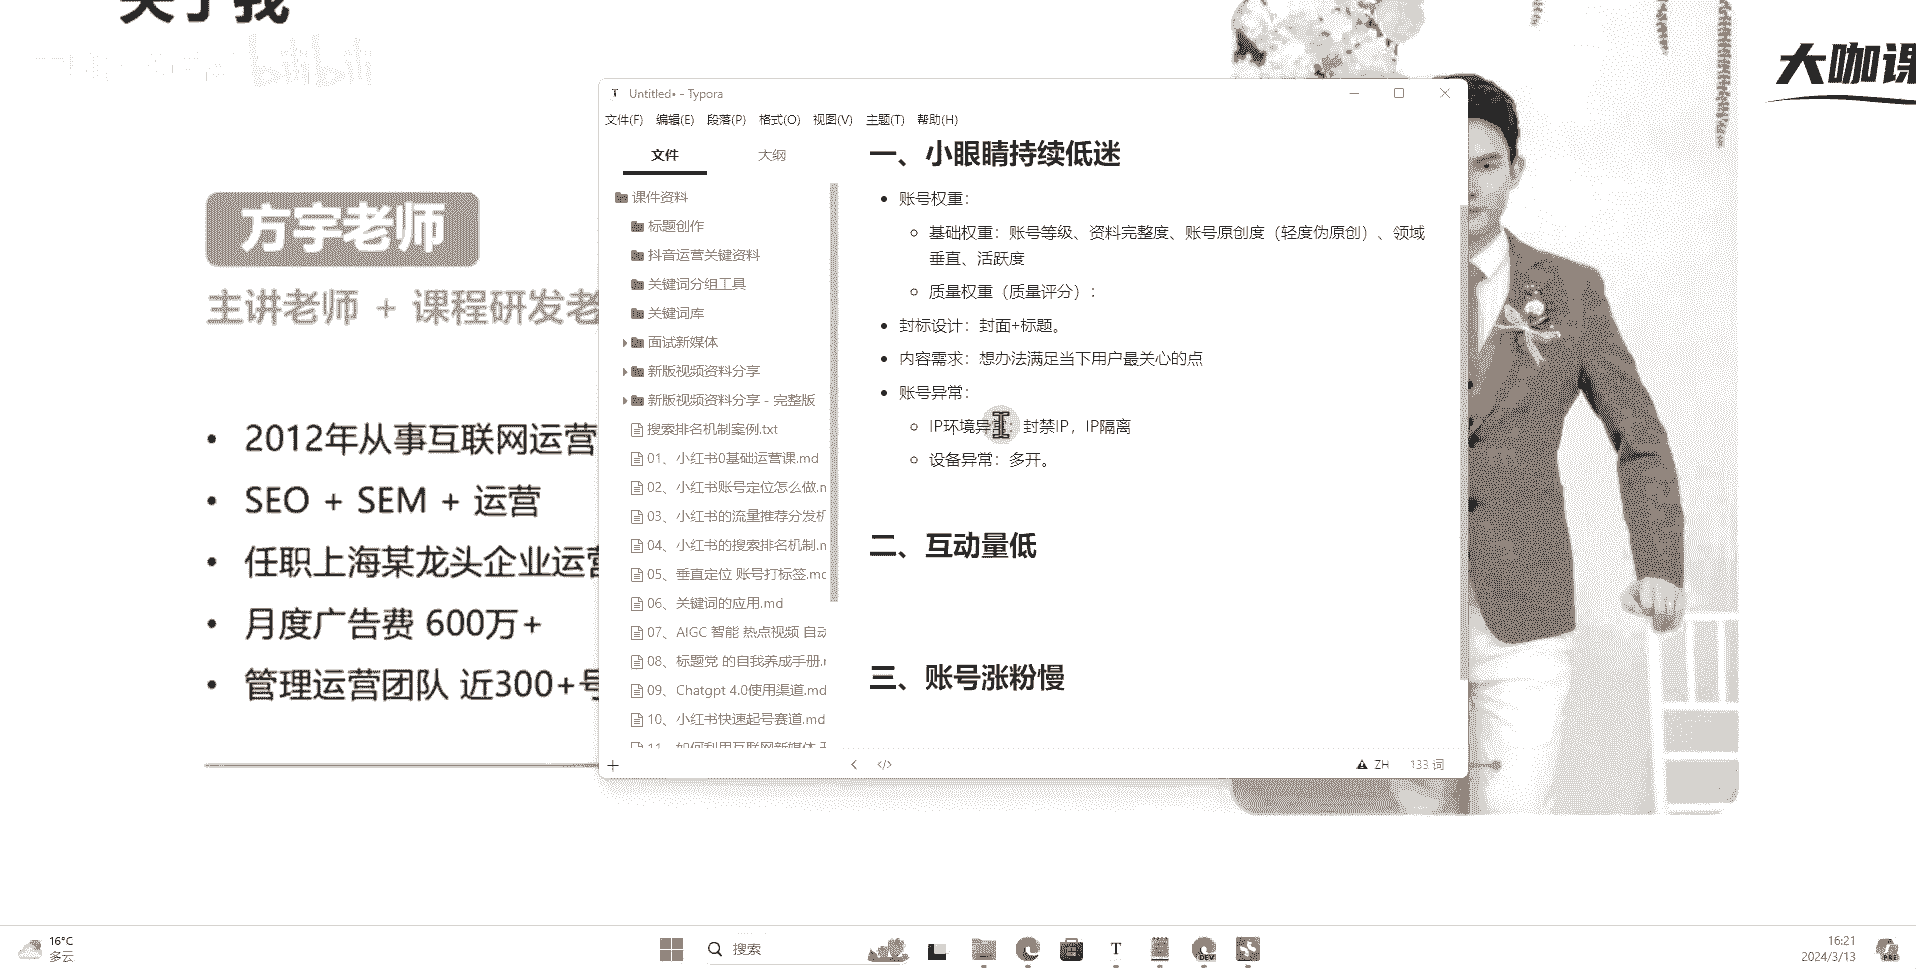 关于我
bilibili
大咖课
方宇老师
主讲老师 + 课程研发老
• 2012年从事互联网运营
• SEO + SEM + 运营
• 任职上海某龙头企业运营
• 月度广告费 600万+
• 管理运营团队 近300+号
Untitled• - Typora
文件(F) 编辑(E) 段落(P) 格式(O) 视图(V) 主题(T) 帮助(H)
文件 大纲
课件资料
标题创作
抖音运营关键资料
关键词分组工具
关键词库
面试新媒体
新版视频资料分享
新版视频资料分享 - 完整版
搜索排名机制案例.txt
01、小红书0基础运营课.md
02、小红书账号定位怎么做.m
03、小红书的流量推荐分发机
04、小红书的搜索排名机制.m
05、垂直定位 账号打标签.mc
06、关键词的应用.md
07、AIGC 智能 热点视频 自动
08、标题党 的自我养成手册.r
09、Chatgpt 4.0使用渠道.md
10、小红书快速起号赛道.md
11、如何利用互联网新媒体
一、小眼睛持续低迷
• 账号权重：
基础权重：账号等级、资料完整度、账号原创度（轻度伪原创）、领域
垂直、活跃度
质量权重（质量评分）：
• 封标设计：封面+标题。
• 内容需求：想办法满足当下用户最关心的点
• 账号异常：
IP环境异常：封禁IP，IP隔离
设备异常：多开。
二、互动量低
三、账号涨粉慢
ZH 133 词
16°C
多云
搜索
T
DEV
16:21
2024/3/13
PRE